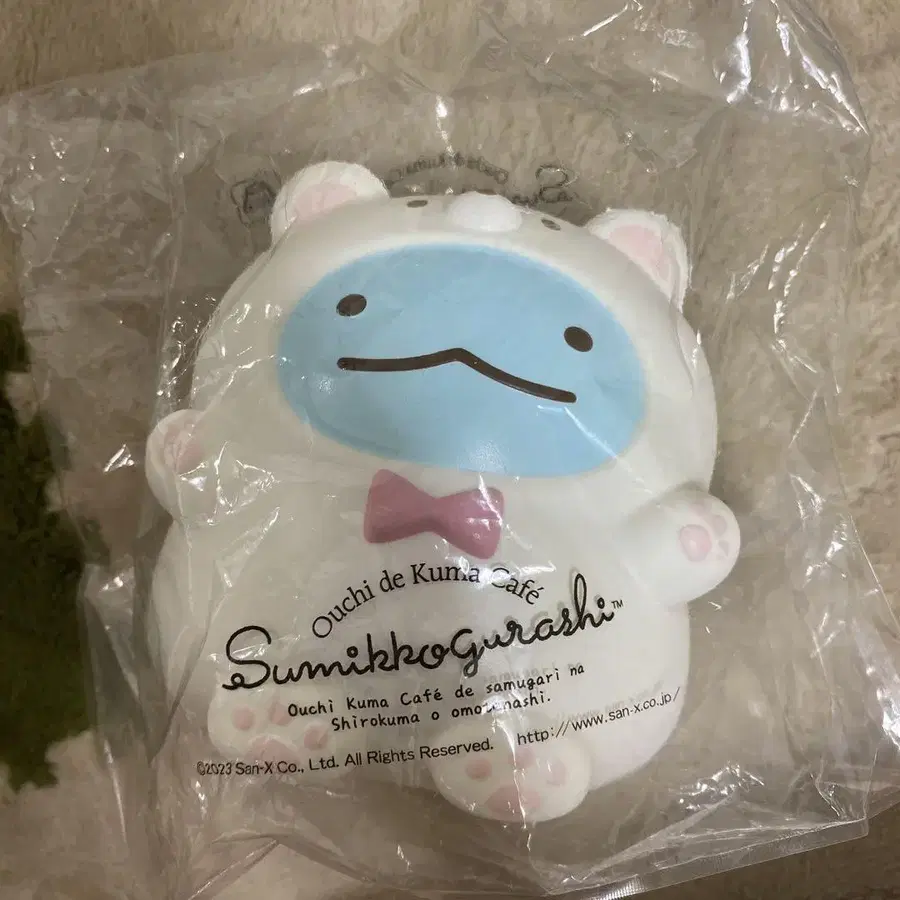 Ouchi de Kuma Café
Sumikkogurashi™
Ouchi Kuma Café de samugari na
Shirokuma o omotenashi.
©2023 San-X Co., Ltd. All Rights Reserved. http://www.san-x.co.jp/